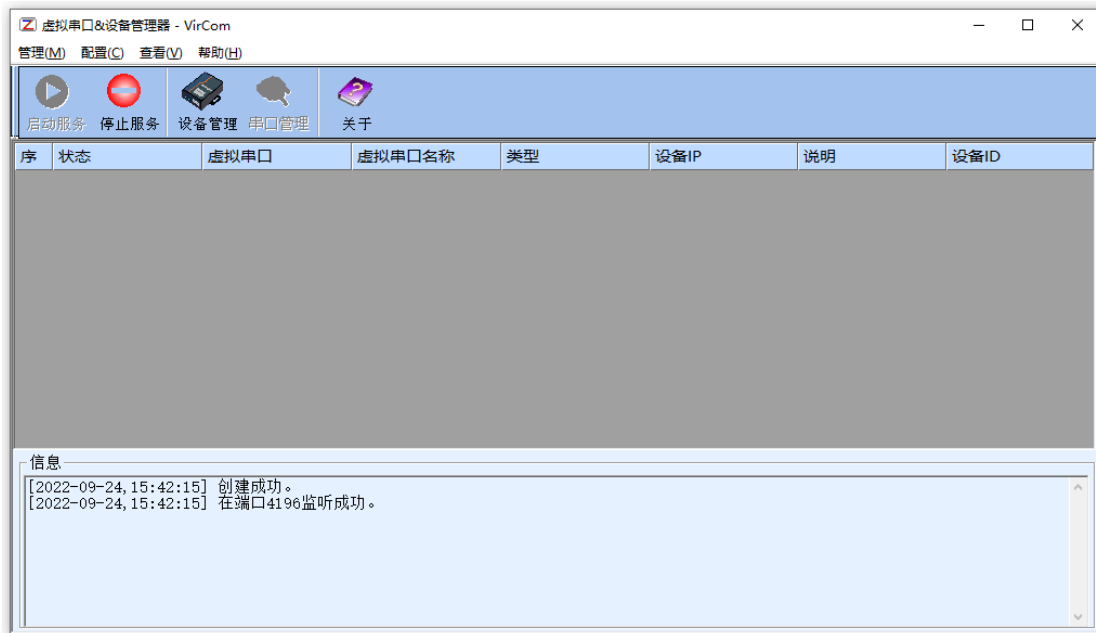 Z 虚拟串口&设备管理器 - VirCom
管理(M) 配置(C) 查看(V) 帮助(H)
启动服务 停止服务 设备管理 串口管理 关于
序 状态 虚拟串口 虚拟串口名称 类型 设备IP 说明 设备ID
信息
[2022-09-24,15:42:15] 创建成功。
[2022-09-24,15:42:15] 在端口4196监听成功。